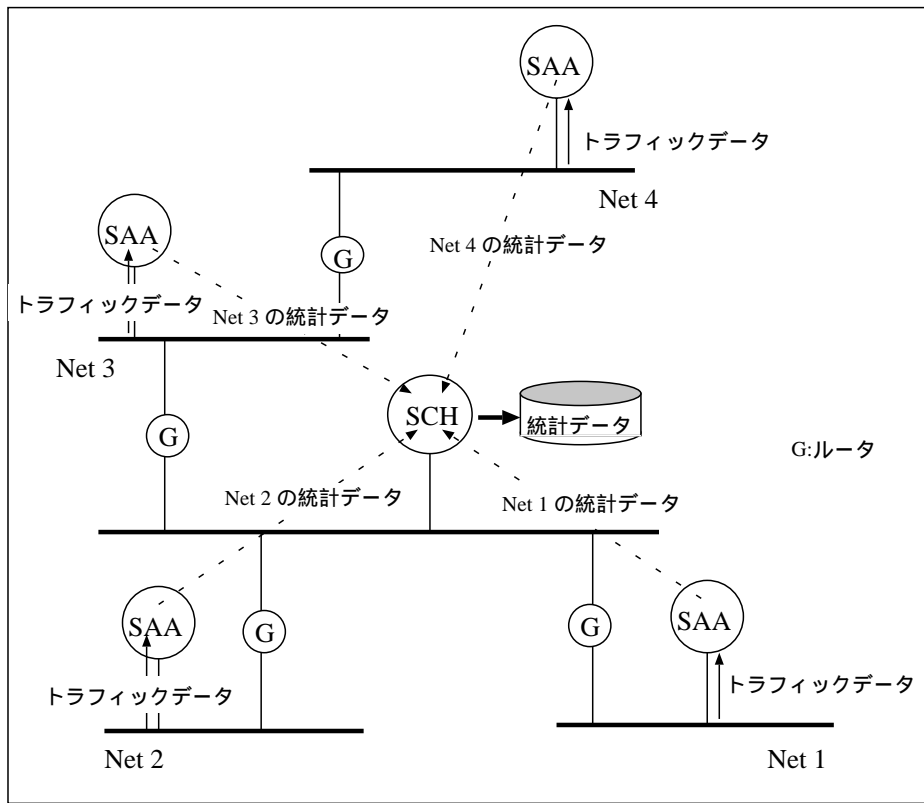 SAA
トラフィックデータ
Net 4
SAA
G
Net 4 の統計データ
トラフィックデータ
Net 3 の統計データ
Net 3
SCH
統計データ
G
G:ルータ
Net 2 の統計データ
Net 1 の統計データ
SAA
G
G
SAA
トラフィックデータ
トラフィックデータ
Net 2
Net 1